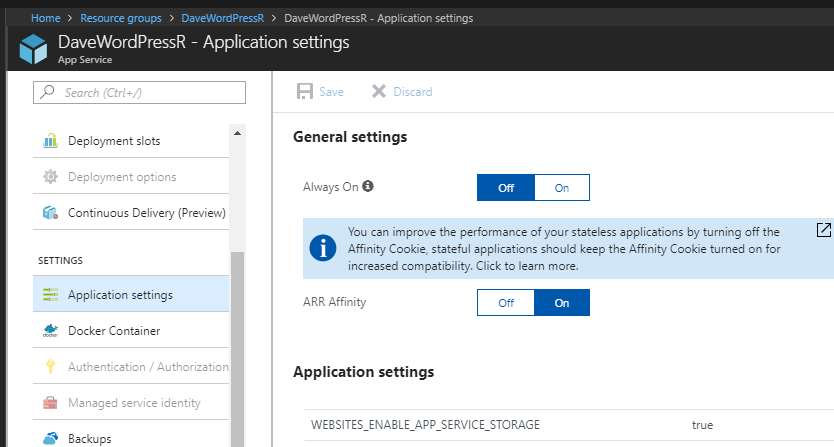 Home > Resource groups > DaveWordPressR > DaveWordPressR - Application settings
DaveWordPressR - Application settings
App Service
Search (Ctrl+/)
Deployment slots
Deployment options
Continuous Delivery (Preview)
SETTINGS
Application settings
Docker Container
Authentication / Authorization
Managed service identity
Backups
Save
Discard
General settings
Always On
Off
On
You can improve the performance of your stateless applications by turning off the
Affinity Cookie, stateful applications should keep the Affinity Cookie turned on for
increased compatibility. Click to learn more.
ARR Affinity
Off
On
Application settings
WEBSITES_ENABLE_APP_SERVICE_STORAGE
true